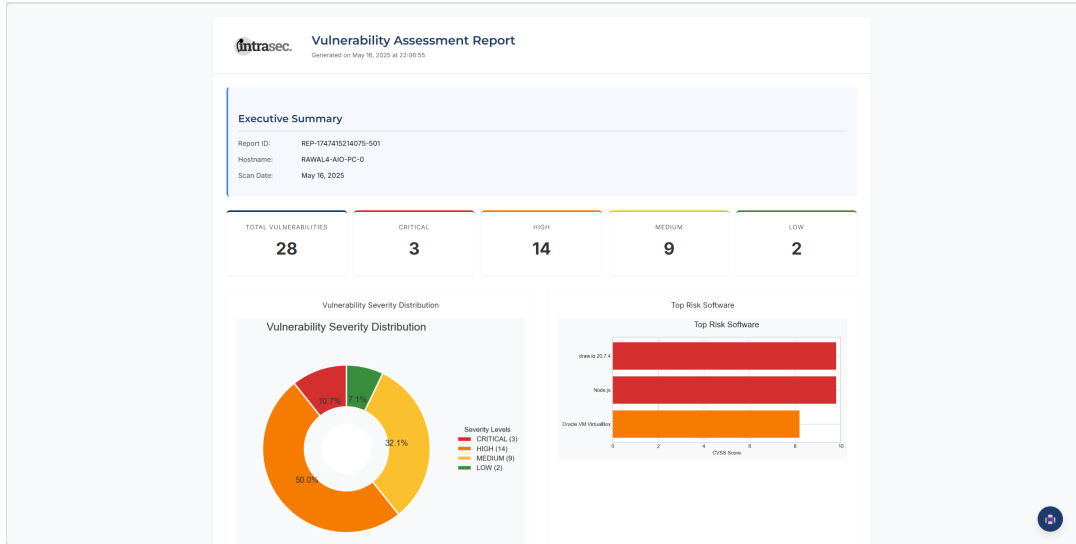 intrasec.
Vulnerability Assessment Report
Generated on May 16, 2025 at 22:06:55
Executive Summary
Report ID: REP-1747415214075-501
Hostname: RAWAL4-AIO-PC-0
Scan Date: May 16, 2025
TOTAL VULNERABILITIES
28
CRITICAL
3
HIGH
14
MEDIUM
9
LOW
2
Vulnerability Severity Distribution
Vulnerability Severity Distribution
10.7%
7.1%
32.1%
50.0%
Severity Levels
CRITICAL (3)
HIGH (14)
MEDIUM (9)
LOW (2)
Top Risk Software
Top Risk Software
draw.io 20.7.4
Node.js
Oracle VM VirtualBox
0 2 4 6 8 10
CVSS Score